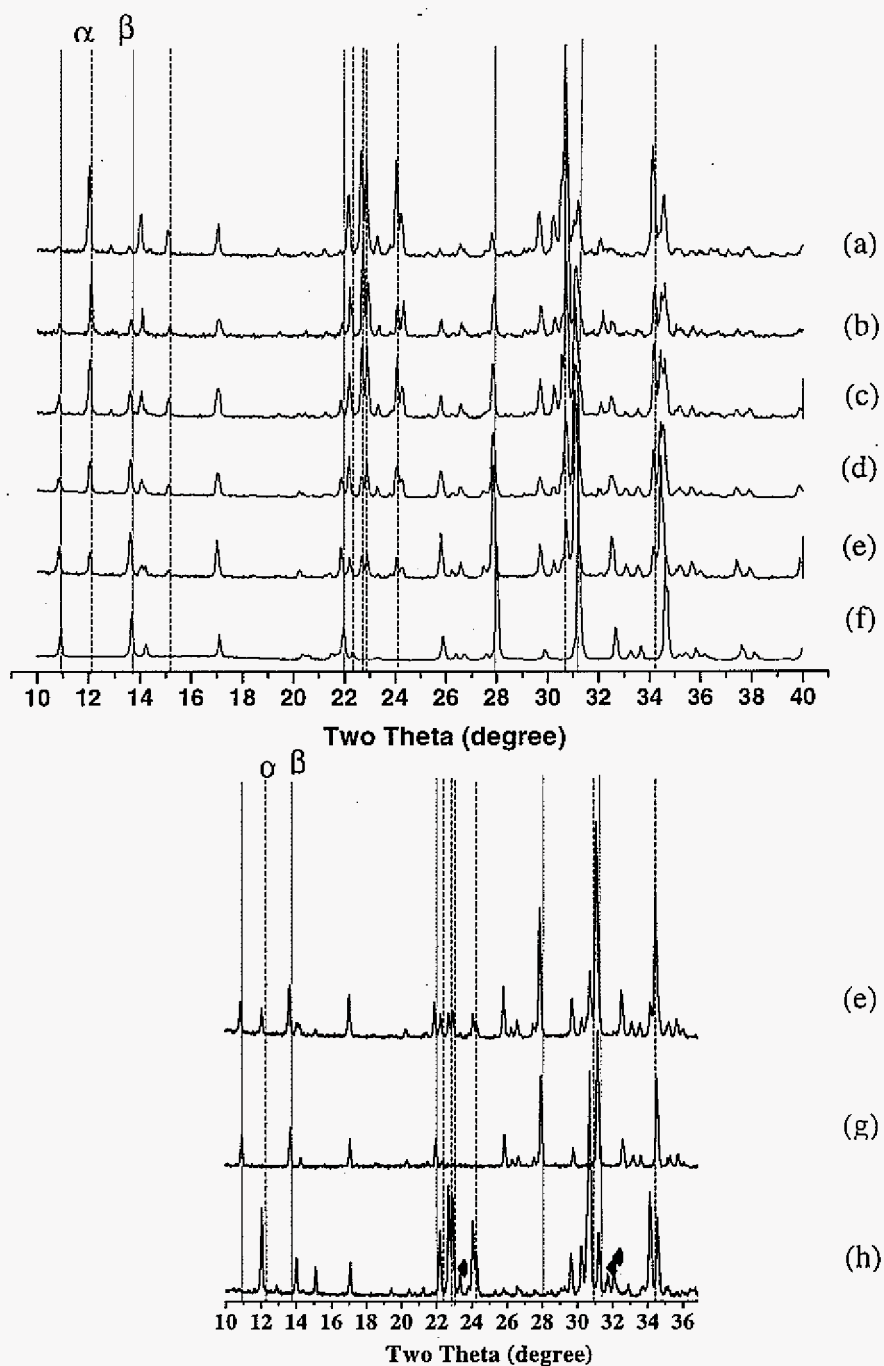 α β
(a)
(b)
(c)
(d)
(e)
(f)
10 12 14 16 18 20 22 24 26 28 30 32 34 36 38 40
Two Theta (degree)
α β
(e)
(g)
(h)
10 12 14 16 18 20 22 24 26 28 30 32 34 36
Two Theta (degree)